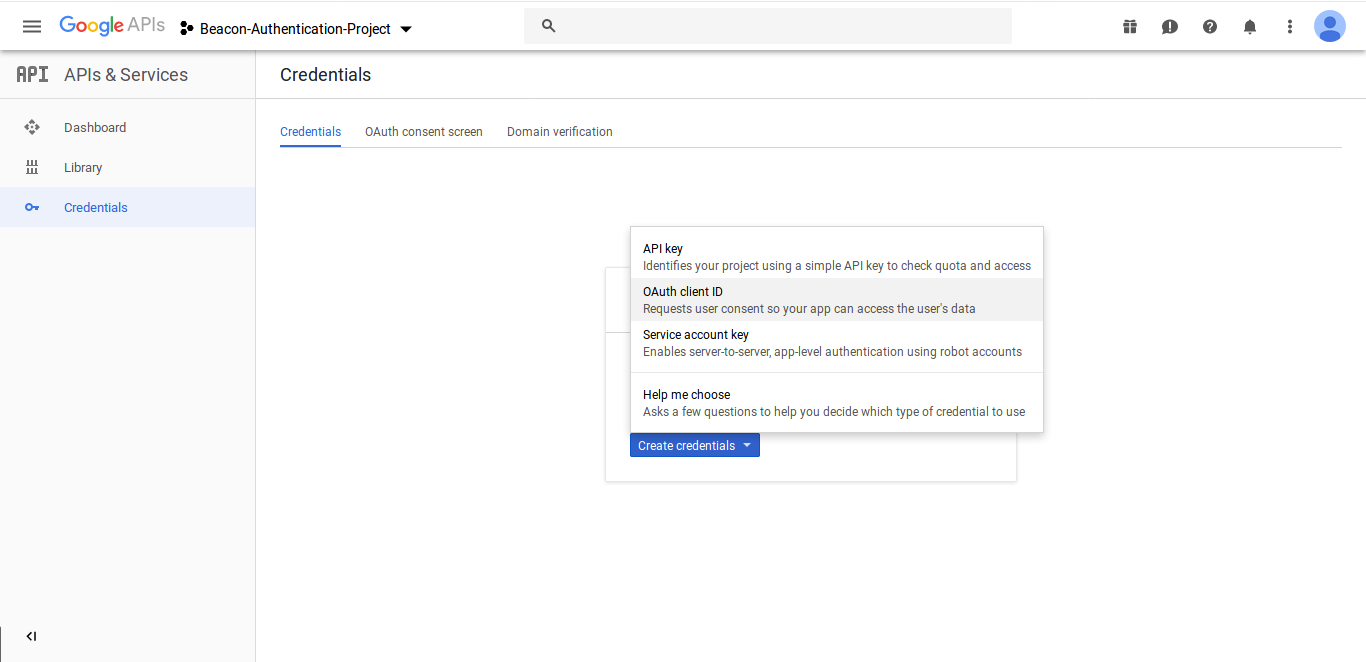 Google APIs
Beacon-Authentication-Project
API APIs & Services
Credentials
Dashboard
Library
Credentials
Credentials OAuth consent screen Domain verification
API key
Identifies your project using a simple API key to check quota and access
OAuth client ID
Requests user consent so your app can access the user's data
Service account key
Enables server-to-server, app-level authentication using robot accounts
Help me choose
Asks a few questions to help you decide which type of credential to use
Create credentials